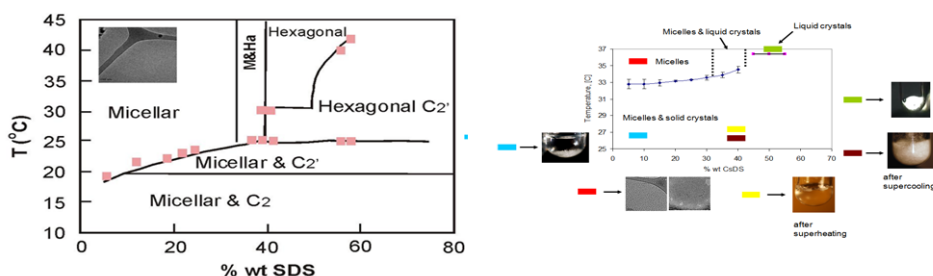 T(°C)
45
40
35
30
25
20
15
10
Micellar
M&Ha
Hexagonal
Hexagonal C2'
Micellar & C2'
Micellar & C2
0
20
40
60
80
% wt SDS
Micelles & liquid crystals
Liquid crystals
Temperature, [C]
37
35
33
31
29
27
25
Micelles
Micelles & solid crystals
0
10
20
30
40
50
60
70
% wt CsDS
after
superheating
after
supercooling